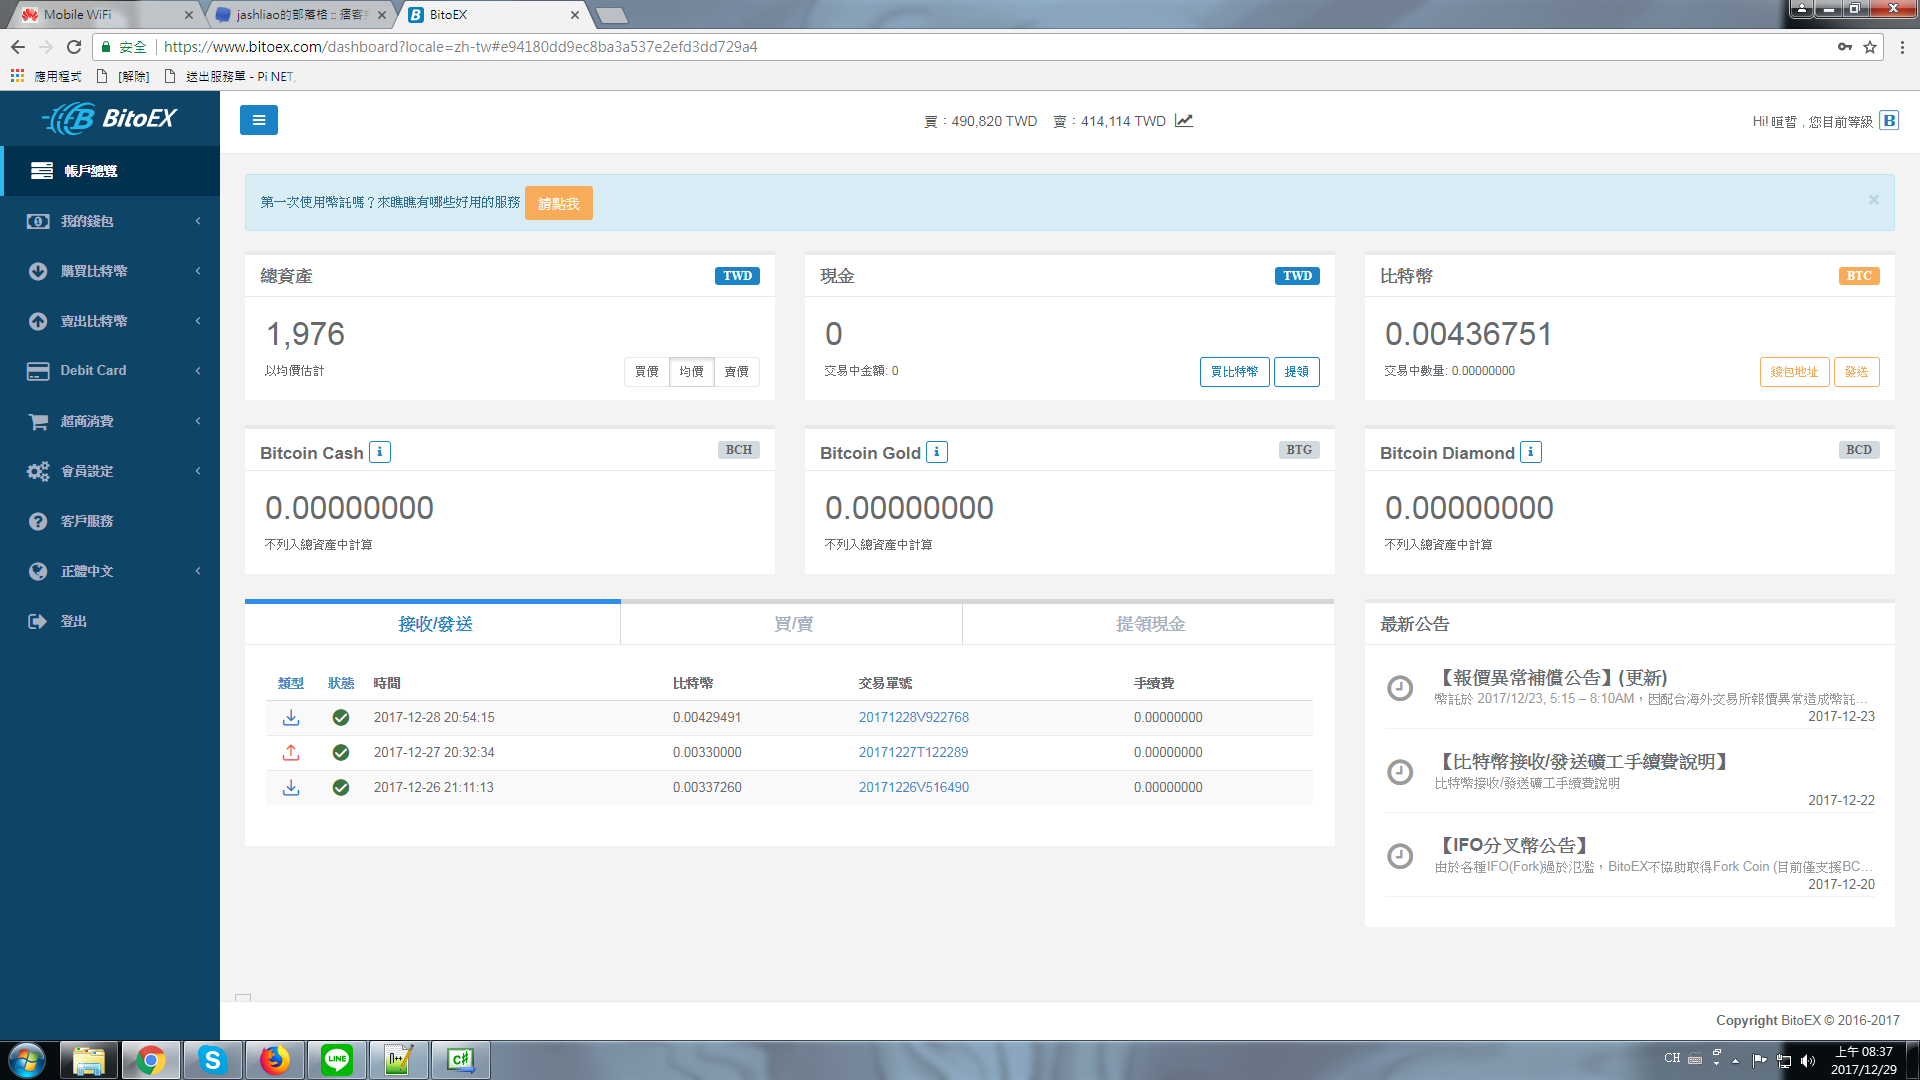 Mobile WiFi
jashliao的部落格 :: 痞客
BitoEX
安全
https://www.bitoex.com/dashboard?locale=zh-tw#e94180dd9ec8ba3a537e2efd3dd729a4
應用程式
[解除]
送出服務單 - Pi NET.
BitoEX
買：490,820 TWD 賣：414,114 TWD
Hi! 暄哲 , 您目前等級 B
帳戶總覽
我的錢包
購買比特幣
賣出比特幣
Debit Card
超商消費
會員設定
客戶服務
正體中文
登出
第一次使用幣託嗎？來瞧瞧有哪些好用的服務 請點我
總資產 TWD
1,976
以均價估計
買價 均價 賣價
現金 TWD
0
交易中金額: 0
買比特幣 提領
比特幣 BTC
0.00436751
交易中數量: 0.00000000
錢包地址 發送
Bitcoin Cash i BCH
0.00000000
不列入總資產中計算
Bitcoin Gold i BTG
0.00000000
不列入總資產中計算
Bitcoin Diamond i BCD
0.00000000
不列入總資產中計算
接收/發送 買/賣 提領現金
類型 狀態 時間 比特幣 交易單號 手續費
2017-12-28 20:54:15 0.00429491 20171228V922768 0.00000000
2017-12-27 20:32:34 0.00330000 20171227T122289 0.00000000
2017-12-26 21:11:13 0.00337260 20171226V516490 0.00000000
最新公告
【報價異常補償公告】(更新)
幣託於 2017/12/23, 5:15 – 8:10AM，因配合海外交易所報價異常造成幣託...
2017-12-23
【比特幣接收/發送礦工手續費說明】
比特幣接收/發送礦工手續費說明
2017-12-22
【IFO分叉幣公告】
由於各種IFO(Fork)過於氾濫，BitoEX不協助取得Fork Coin (目前僅支援BC...
2017-12-20
Copyright BitoEX © 2016-2017
LINE
n++
C#
CH
上午 08:37
2017/12/29